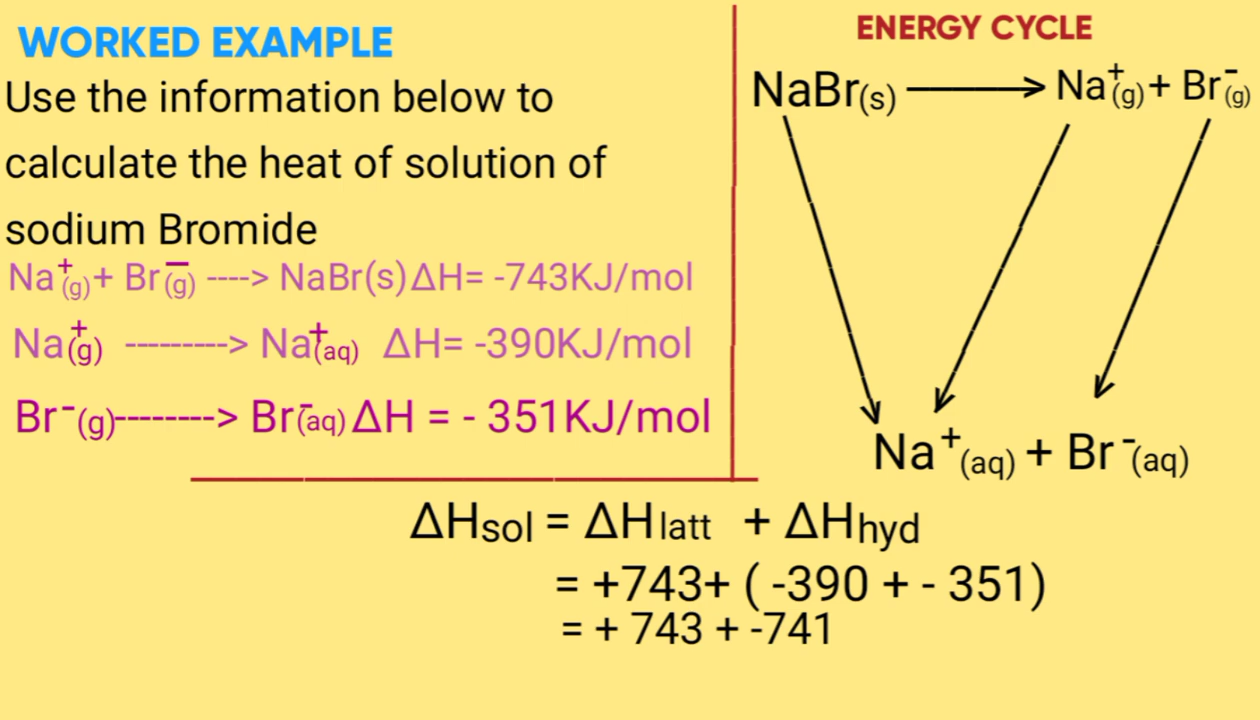 WORKED EXAMPLE
Use the information below to
calculate the heat of solution of
sodium Bromide
Na⁺(g) + Br⁻(g) ----> NaBr(s) ΔH= -743KJ/mol
Na⁺(g) ---------> Na⁺(aq) ΔH= -390KJ/mol
Br⁻(g)--------> Br⁻(aq) ΔH = - 351KJ/mol
ENERGY CYCLE
NaBr(s) ⟶ Na⁺(g) + Br⁻(g)
Na⁺(aq) + Br⁻(aq)
ΔHsol = ΔHlatt + ΔHhyd
= +743+ ( -390 + - 351)
= + 743 + -741